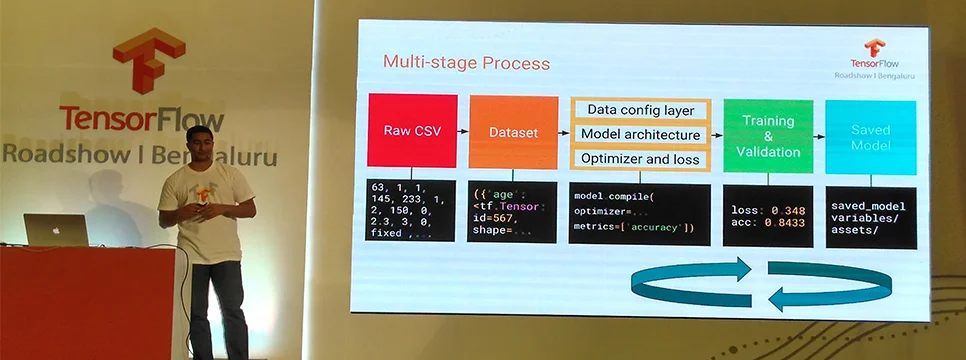 TensorFlow
Roadshow I Bengaluru
Multi-stage Process
TensorFlow
Roadshow I Bengaluru
Raw CSV
Dataset
Data config layer
Model architecture
Optimizer and loss
Training
&
Validation
Saved
Model
63, 1, 1,
145, 233, 1,
2, 150, 0,
2.3, 3, 0,
fixed ,...
({'age':
<tf.Tensor:
id=567,
shape=...
model.compile(
optimizer=...
metrics=['accuracy'])
loss: 0.348
acc: 0.8433
saved_model
variables/
assets/